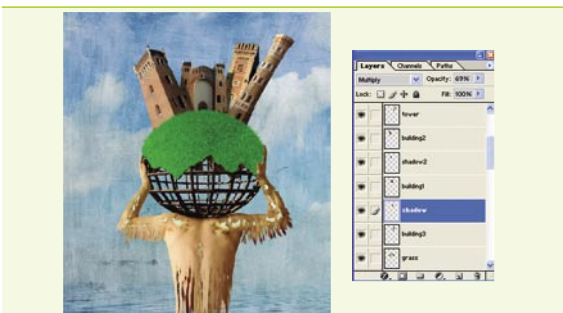 Layers Channels Paths
Multiply Opacity: 69%
Lock: Fill: 100%
tower
building2
shadow2
building1
shadow
building3
grass